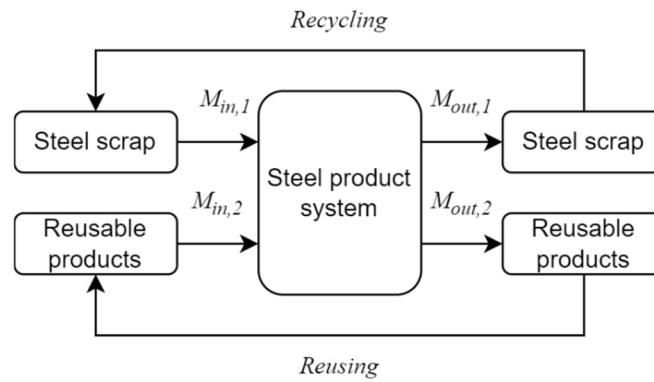 Recycling
M_in,1
M_out,1
Steel scrap
Steel product
system
Steel scrap
M_in,2
M_out,2
Reusable
products
Reusable
products
Reusing